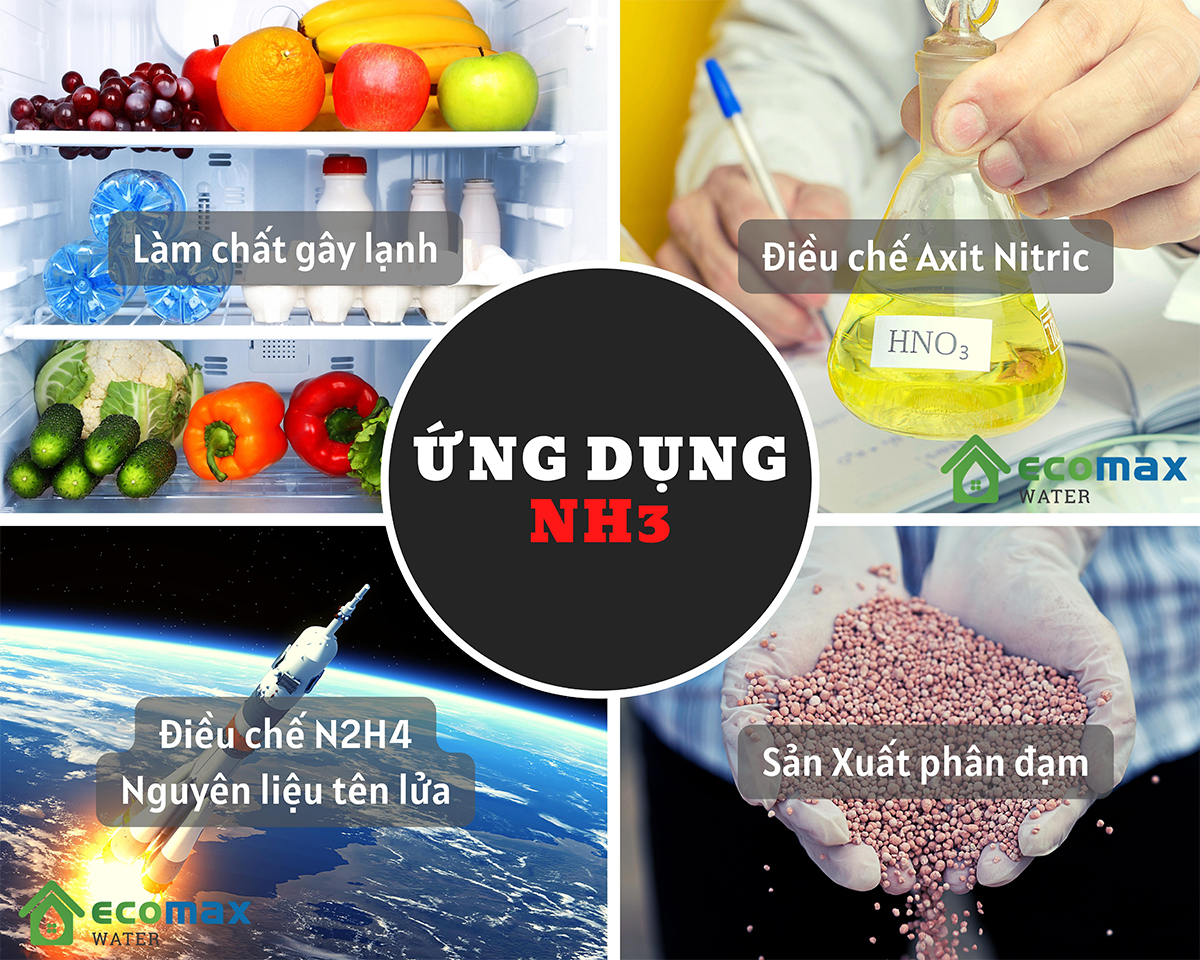 Làm chất gây lạnh
Điều chế Axit Nitric
HNO₃
ecomax
WATER
ỨNG DỤNG
NH3
Điều chế N2H4
Nguyên liệu tên lửa
Sản Xuất phân đạm
ecomax
WATER